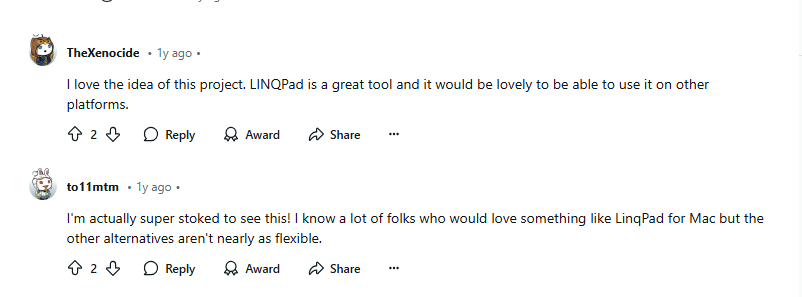 TheXenocide • 1y ago •
I love the idea of this project. LINQPad is a great tool and it would be lovely to be able to use it on other
platforms.
2 Reply Award Share ...
to11mtm • 1y ago •
I'm actually super stoked to see this! I know a lot of folks who would love something like LinqPad for Mac but the
other alternatives aren't nearly as flexible.
2 Reply Award Share ...